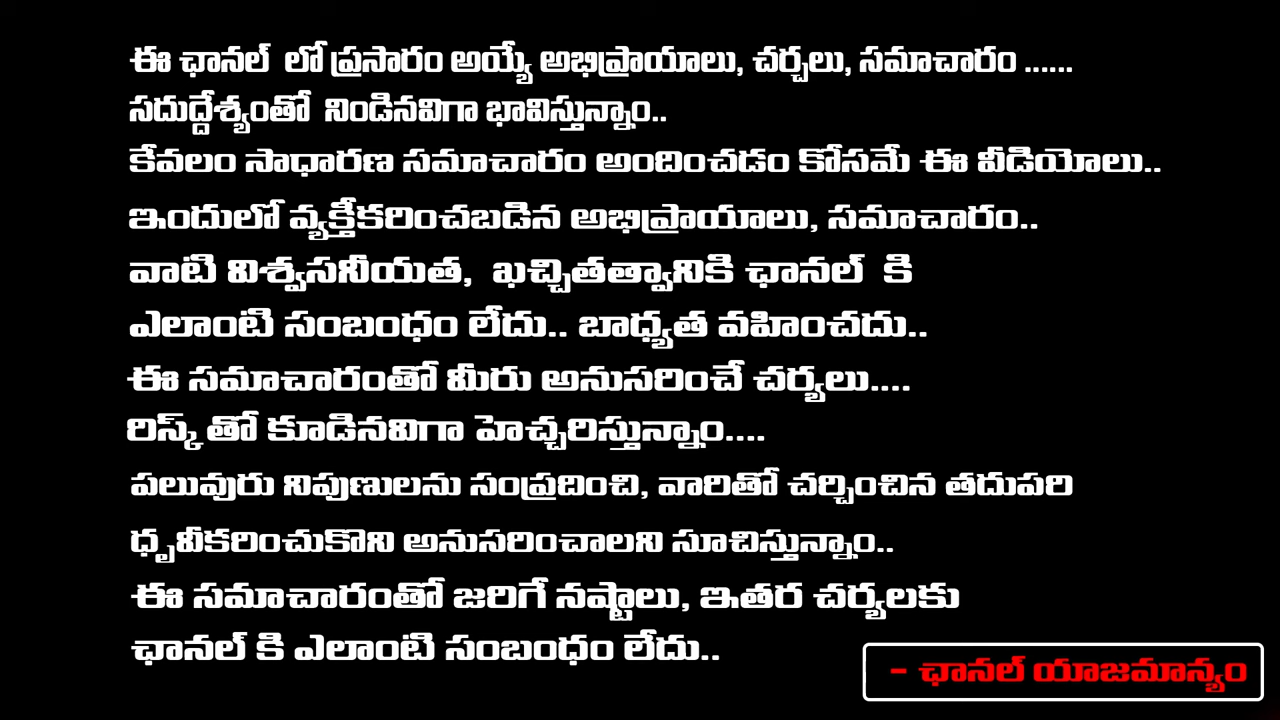 ఈ ఛానల్ లో ప్రసారం అయ్యే అభిప్రాయాలు, చర్చలు, సమాచారం ......
సదుద్దేశ్యంతో నిండినవిగా భావిస్తున్నాం..
కేవలం సాధారణ సమాచారం అందించడం కోసమే ఈ వీడియోలు..
ఇందులో వ్యక్తీకరించబడిన అభిప్రాయాలు, సమాచారం..
వాటి విశ్వసనీయత, ఖచ్చితత్వానికి ఛానల్ కి
ఎలాంటి సంబంధం లేదు.. బాధ్యత వహించదు..
ఈ సమాచారంతో మీరు అనుసరించే చర్యలు....
రిస్క్ తో కూడినవిగా హెచ్చరిస్తున్నాం....
పలువురు నిపుణులను సంప్రదించి, వారితో చర్చించిన తదుపరి
ధృవీకరించుకొని అనుసరించాలని సూచిస్తున్నాం..
ఈ సమాచారంతో జరిగే నష్టాలు, ఇతర చర్యలకు
ఛానల్ కి ఎలాంటి సంబంధం లేదు..
- ఛానల్ యాజమాన్యం